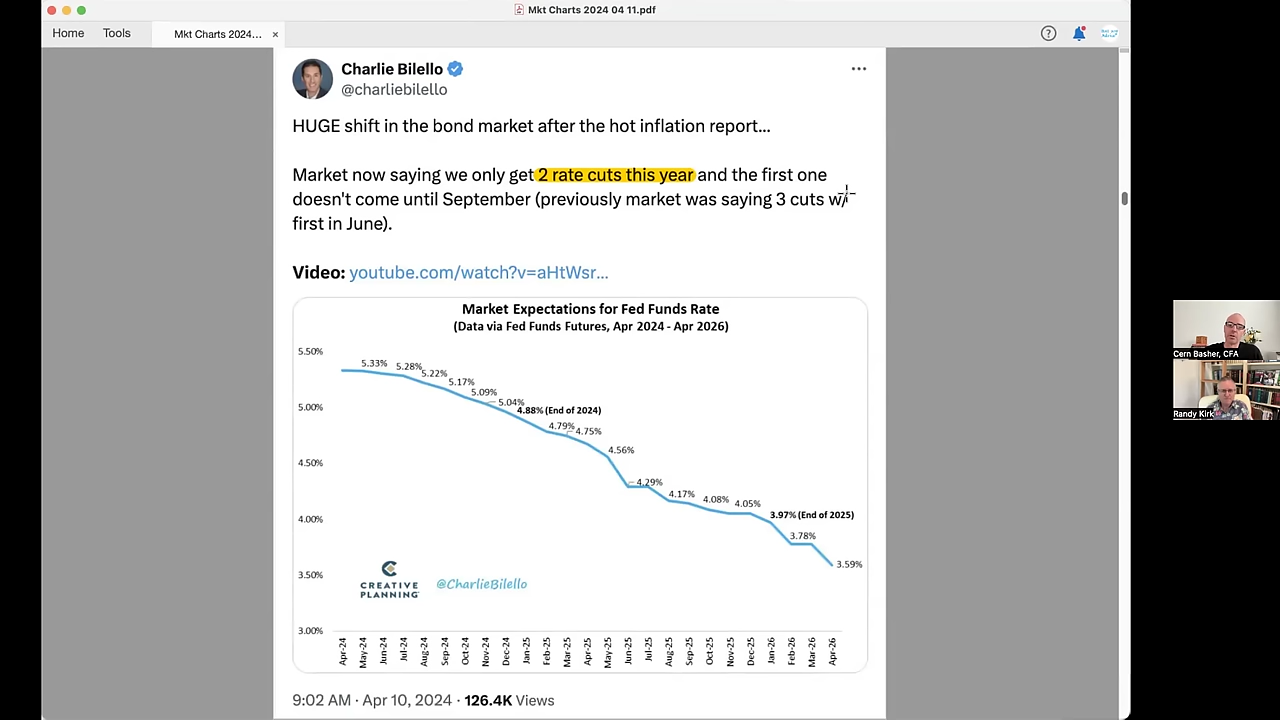 Mkt Charts 2024 04 11.pdf
Home
Tools
Mkt Charts 2024...
×
?
Charlie Bilello
@charliebilello
HUGE shift in the bond market after the hot inflation report...
Market now saying we only get 2 rate cuts this year and the first one
doesn't come until September (previously market was saying 3 cuts w/
first in June).
Video: youtube.com/watch?v=aHtWsr...
Market Expectations for Fed Funds Rate
(Data via Fed Funds Futures, Apr 2024 - Apr 2026)
5.50%
5.00%
4.50%
4.00%
3.50%
3.00%
5.33%
5.28%
5.22%
5.17%
5.09%
5.04%
4.88% (End of 2024)
4.79%
4.75%
4.56%
4.29%
4.17%
4.08%
4.05%
3.97% (End of 2025)
3.78%
3.59%
CREATIVE
PLANNING
@CharlieBilello
Apr-24
May-24
Jun-24
Jul-24
Aug-24
Sep-24
Oct-24
Nov-24
Dec-24
Jan-25
Feb-25
Mar-25
Apr-25
May-25
Jun-25
Jul-25
Aug-25
Sep-25
Oct-25
Nov-25
Dec-25
Jan-26
Feb-26
Mar-26
Apr-26
9:02 AM · Apr 10, 2024 · 126.4K Views
Cern Basher, CFA
Randy Kirk